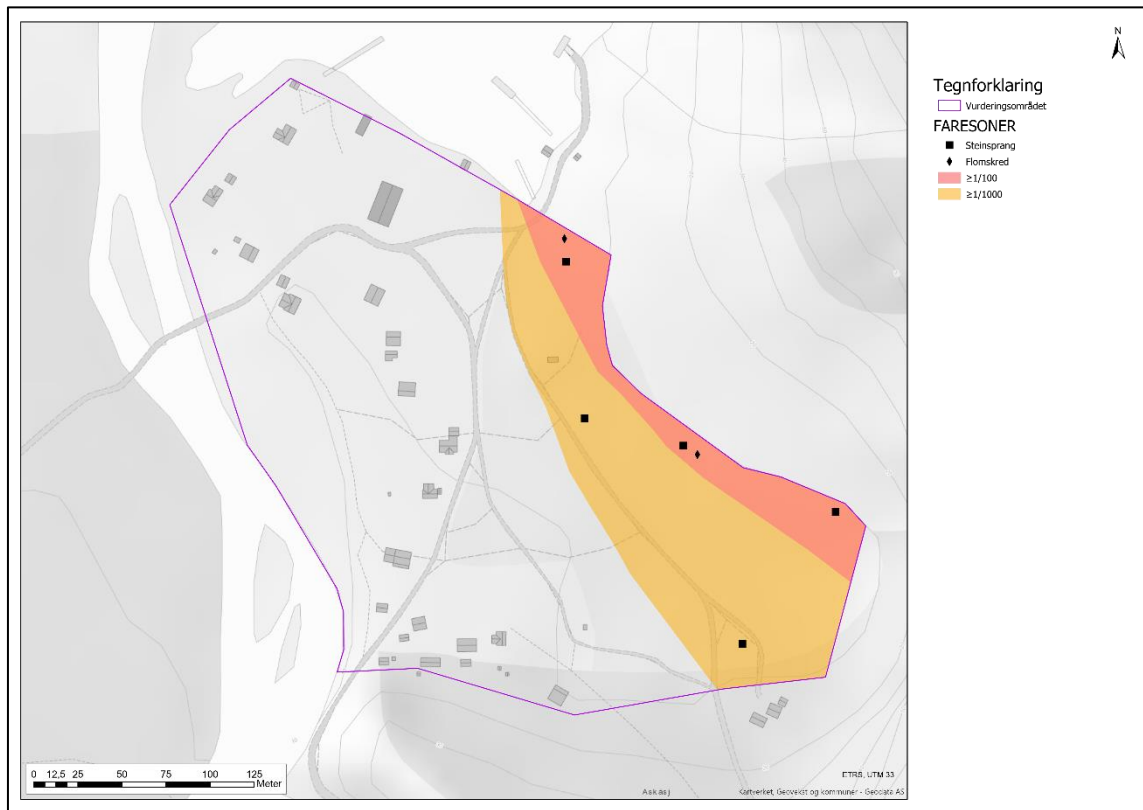 N
Tegnforklaring
Vurderingsområdet
FARESONER
Steinsprang
Flomskred
≥1/100
≥1/1000
0 12,5 25 50 75 100 125
Meter
ETRS, UTM 33
Askasj
Kartverket, Geovekst og kommuner - Geodata AS